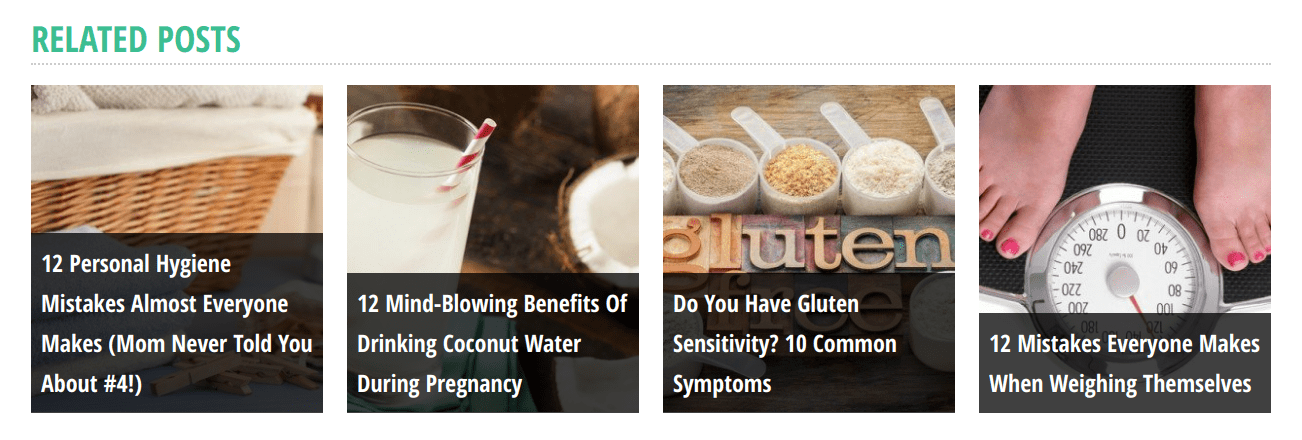 RELATED POSTS
12 Personal Hygiene
Mistakes Almost Everyone
Makes (Mom Never Told You
About #4!)
12 Mind-Blowing Benefits Of
Drinking Coconut Water
During Pregnancy
gluten
free
Do You Have Gluten
Sensitivity? 10 Common
Symptoms
280 0 20
260 40
240 60
220 80
200 100
180 120
12 Mistakes Everyone Makes
When Weighing Themselves